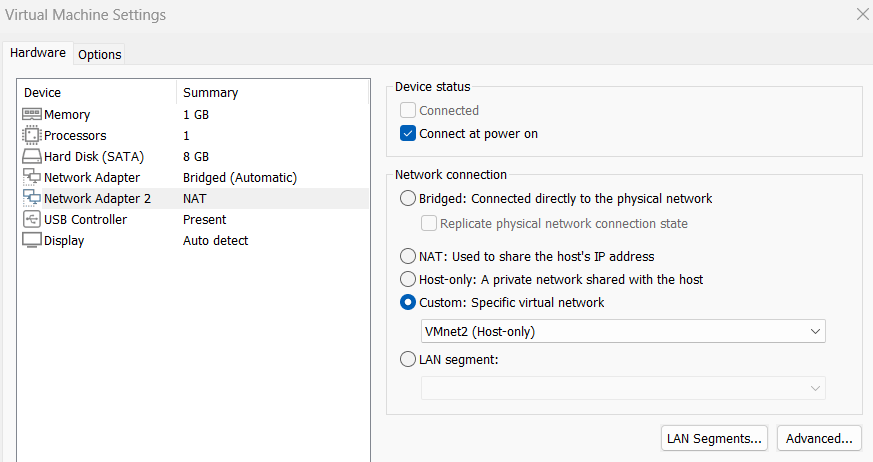 Virtual Machine Settings
Hardware
Options
Device Summary
Memory 1 GB
Processors 1
Hard Disk (SATA) 8 GB
Network Adapter Bridged (Automatic)
Network Adapter 2 NAT
USB Controller Present
Display Auto detect
Device status
Connected
Connect at power on
Network connection
Bridged: Connected directly to the physical network
Replicate physical network connection state
NAT: Used to share the host's IP address
Host-only: A private network shared with the host
Custom: Specific virtual network
VMnet2 (Host-only)
LAN segment:
LAN Segments...
Advanced...